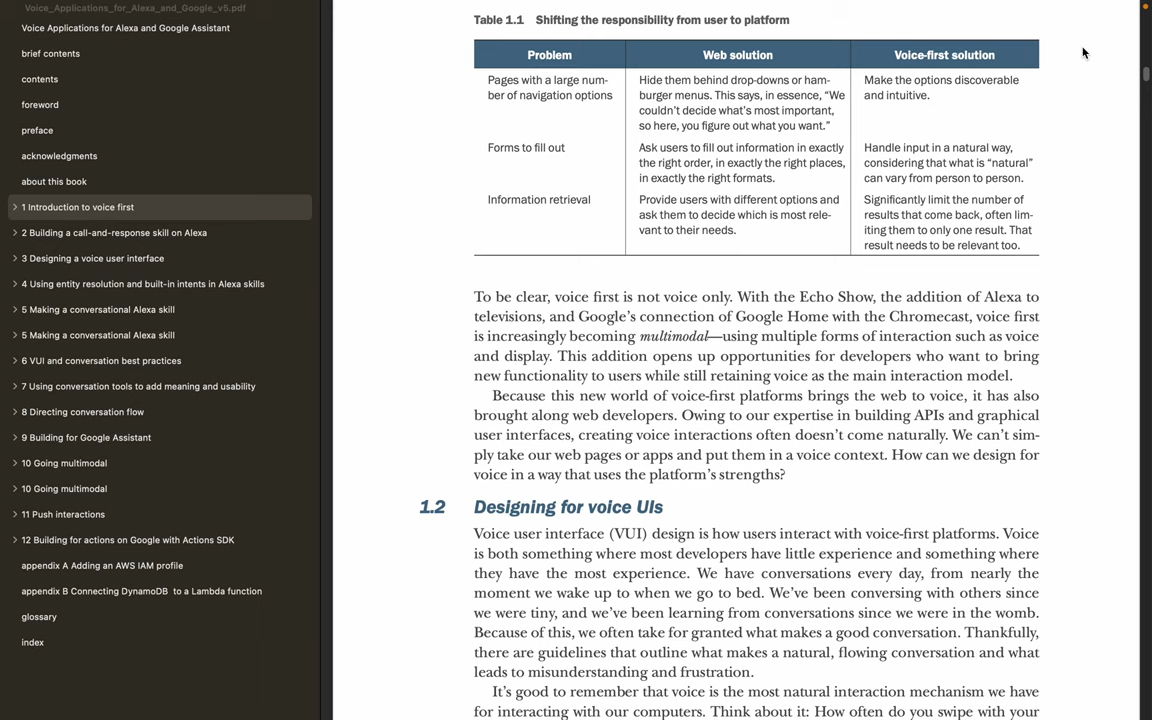 Voice_Applications_for_Alexa_and_Google_v5.pdf
Voice Applications for Alexa and Google Assistant
brief contents
contents
foreword
preface
acknowledgments
about this book
1 Introduction to voice first
2 Building a call-and-response skill on Alexa
3 Designing a voice user interface
4 Using entity resolution and built-in intents in Alexa skills
5 Making a conversational Alexa skill
5 Making a conversational Alexa skill
6 VUI and conversation best practices
7 Using conversation tools to add meaning and usability
8 Directing conversation flow
9 Building for Google Assistant
10 Going multimodal
10 Going multimodal
11 Push interactions
12 Building for actions on Google with Actions SDK
appendix A Adding an AWS IAM profile
appendix B Connecting DynamoDB to a Lambda function
glossary
index
Table 1.1 Shifting the responsibility from user to platform
Problem
Web solution
Voice-first solution
Pages with a large num-
ber of navigation options
Hide them behind drop-downs or ham-
burger menus. This says, in essence, “We
couldn’t decide what’s most important,
so here, you figure out what you want.”
Make the options discoverable
and intuitive.
Forms to fill out
Ask users to fill out information in exactly
the right order, in exactly the right places,
in exactly the right formats.
Handle input in a natural way,
considering that what is “natural”
can vary from person to person.
Information retrieval
Provide users with different options and
ask them to decide which is most rele-
vant to their needs.
Significantly limit the number of
results that come back, often lim-
iting them to only one result. That
result needs to be relevant too.
To be clear, voice first is not voice only. With the Echo Show, the addition of Alexa to
televisions, and Google’s connection of Google Home with the Chromecast, voice first
is increasingly becoming multimodal—using multiple forms of interaction such as voice
and display. This addition opens up opportunities for developers who want to bring
new functionality to users while still retaining voice as the main interaction model.
Because this new world of voice-first platforms brings the web to voice, it has also
brought along web developers. Owing to our expertise in building APIs and graphical
user interfaces, creating voice interactions often doesn’t come naturally. We can’t sim-
ply take our web pages or apps and put them in a voice context. How can we design for
voice in a way that uses the platform’s strengths?
1.2 Designing for voice UIs
Voice user interface (VUI) design is how users interact with voice-first platforms. Voice
is both something where most developers have little experience and something where
they have the most experience. We have conversations every day, from nearly the
moment we wake up to when we go to bed. We’ve been conversing with others since
we were tiny, and we’ve been learning from conversations since we were in the womb.
Because of this, we often take for granted what makes a good conversation. Thankfully,
there are guidelines that outline what makes a natural, flowing conversation and what
leads to misunderstanding and frustration.
It’s good to remember that voice is the most natural interaction mechanism we have
for interacting with our computers. Think about it: How often do you swipe with your